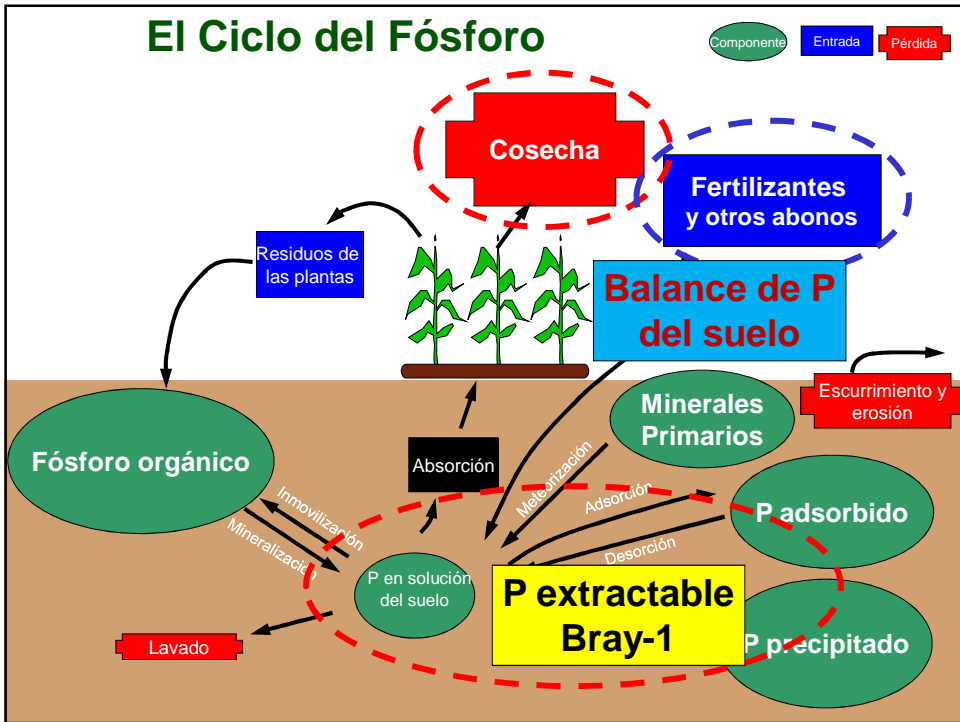 El Ciclo del Fósforo
Componente
Entrada
Pérdida
Cosecha
Fertilizantes
y otros abonos
Residuos de
las plantas
Balance de P
del suelo
Escurrimiento y
erosión
Minerales
Primarios
Fósforo orgánico
Absorción
Meteorización
Adsorción
Desorción
Inmovilización
Mineralización
P adsorbido
P en solución
del suelo
P extractable
Bray-1
P precipitado
Lavado